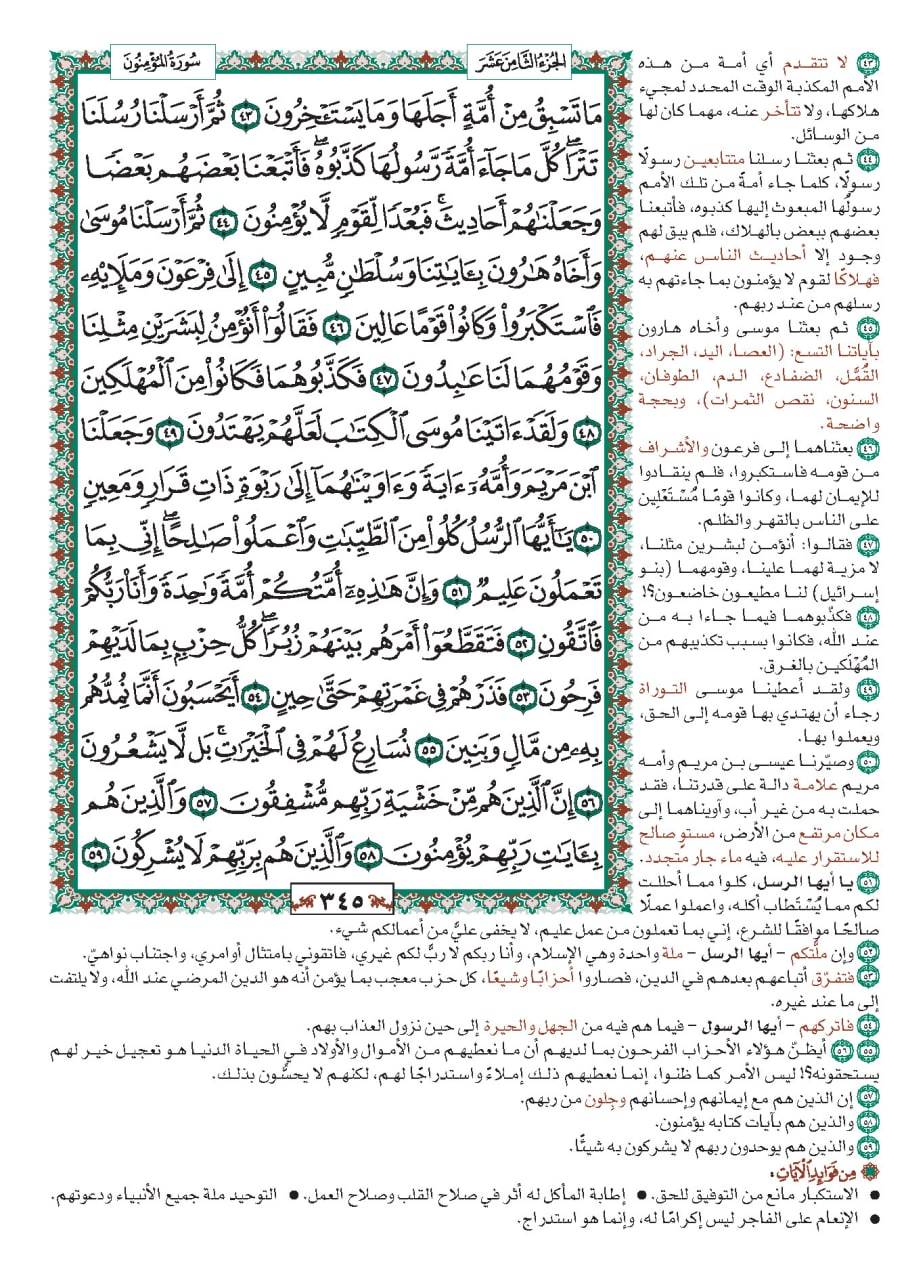 سُورَةُ المُؤْمِنُونَ
الجُزْءُ الثَّامِنَ عَشَرَ
مَا تَسْبِقُ مِنْ أُمَّةٍ أَجَلَهَا وَمَا يَسْتَـْٔخِرُونَ ٤٣ ثُمَّ أَرْسَلْنَا رُسُلَنَا
تَتْرَا ۖ كُلَّ مَا جَآءَ أُمَّةً رَّسُولُهَا كَذَّبُوهُ ۚ فَأَتْبَعْنَا بَعْضَهُم بَعْضًا
وَجَعَلْنَـٰهُمْ أَحَادِيثَ ۚ فَبُعْدًا لِّقَوْمٍ لَّا يُؤْمِنُونَ ٤٤ ثُمَّ أَرْسَلْنَا مُوسَىٰ
وَأَخَاهُ هَـٰرُونَ بِـَٔايَـٰتِنَا وَسُلْطَـٰنٍ مُّبِينٍ ٤٥ إِلَىٰ فِرْعَوْنَ وَمَلَإِي۟هِۦ
فَٱسْتَكْبَرُوا۟ وَكَانُوا۟ قَوْمًا عَالِينَ ٤٦ فَقَالُوٓا۟ أَنُؤْمِنُ لِبَشَرَيْنِ مِثْلِنَا
وَقَوْمُهُمَا لَنَا عَـٰبِدُونَ ٤٧ فَكَذَّبُوهُمَا فَكَانُوا۟ مِنَ ٱلْمُهْلَكِينَ
٤٨ وَلَقَدْ ءَاتَيْنَا مُوسَى ٱلْكِتَـٰبَ لَعَلَّهُمْ يَهْتَدُونَ ٤٩ وَجَعَلْنَا
ٱبْنَ مَرْيَمَ وَأُمَّهُۥٓ ءَايَةً وَءَاوَيْنَـٰهُمَآ إِلَىٰ رَبْوَةٍ ذَاتِ قَرَارٍ وَمَعِينٍ
٥٠ يَـٰٓأَيُّهَا ٱلرُّسُلُ كُلُوا۟ مِنَ ٱلطَّيِّبَـٰتِ وَٱعْمَلُوا۟ صَـٰلِحًا ۖ إِنِّى بِمَا
تَعْمَلُونَ عَلِيمٌ ٥١ وَإِنَّ هَـٰذِهِۦٓ أُمَّتُكُمْ أُمَّةً وَٰحِدَةً وَأَنَا۠ رَبُّكُمْ
فَٱتَّقُونِ ٥٢ فَتَقَطَّعُوٓا۟ أَمْرَهُم بَيْنَهُمْ زُبُرًا ۖ كُلُّ حِزْبٍۭ بِمَا لَدَيْهِمْ
فَرِحُونَ ٥٣ فَذَرْهُمْ فِى غَمْرَتِهِمْ حَتَّىٰ حِينٍ ٥٤ أَيَحْسَبُونَ أَنَّمَا نُمِدُّهُم
بِهِۦ مِن مَّالٍ وَبَنِينَ ٥٥ نُسَارِعُ لَهُمْ فِى ٱلْخَيْرَٰتِ ۚ بَل لَّا يَشْعُرُونَ
٥٦ إِنَّ ٱلَّذِينَ هُم مِّنْ خَشْيَةِ رَبِّهِم مُّشْفِقُونَ ٥٧ وَٱلَّذِينَ هُم
بِـَٔايَـٰتِ رَبِّهِمْ يُؤْمِنُونَ ٥٨ وَٱلَّذِينَ هُم بِرَبِّهِمْ لَا يُشْرِكُونَ ٥٩
٣٤٥
٤٣ لا تتقدم أي أمة من هذه
الأمم المكذبة الوقت المحدد لمجيء
هلاكها، ولا تتأخر عنه، مهما كان لها
من الوسائل.
٤٤ ثم بعثنا رسلنا متتابعين رسولًا
رسولًا، كلما جاء أمةً من تلك الأمم
رسولُها المبعوث إليها كذبوه، فأتبعنا
بعضهم ببعض بالهلاك، فلم يبق لهم
وجود إلا أحاديث الناس عنهم،
فهلاكًا لقوم لا يؤمنون بما جاءتهم به
رسلهم من عند ربهم.
٤٥ ثم بعثنا موسى وأخاه هارون
بآياتنا التسع: (العصا، اليد، الجراد،
القُمَّل، الضفادع، الدم، الطوفان،
السنون، نقص الثمرات)، وبحجة
واضحة.
٤٦ بعثناهما إلى فرعون والأشراف
من قومه فاستكبروا، فلم ينقادوا
للإيمان لهما، وكانوا قومًا مُسْتَعْلِين
على الناس بالقهر والظلم.
٤٧ فقالوا: أنؤمن لبشرين مثلنا،
لا مزية لهما علينا، وقومهما (بنو
إسرائيل) لنا مطيعون خاضعون؟!
٤٨ فكذّبوهما فيما جاءا به من
عند الله، فكانوا بسبب تكذيبهم من
المُهْلَكين بالغرق.
٤٩ ولقد أعطينا موسى التوراة
رجاء أن يهتدي بها قومه إلى الحق،
ويعملوا بها.
٥٠ وصيّرنا عيسى بن مريم وأمه
مريم علامة دالة على قدرتنا، فقد
حملت به من غير أب، وآويناهما إلى
مكان مرتفع من الأرض، مستوٍ صالح
للاستقرار عليه، فيه ماء جار متجدد.
٥١ يا أيها الرسل، كلوا مما أحللت
لكم مما يُسْتَطاب أكله، واعملوا عملًا
صالحًا موافقًا للشرع، إني بما تعملون من عمل عليم، لا يخفى عليَّ من أعمالكم شيء.
٥٢ وإن ملّتكم - أيها الرسل - ملة واحدة وهي الإسلام، وأنا ربكم لا ربَّ لكم غيري، فاتقوني بامتثال أوامري، واجتناب نواهيّ.
٥٣ فتفرّق أتباعهم بعدهم في الدين، فصاروا أحزابًا وشيعًا، كل حزب معجب بما يؤمن أنه هو الدين المرضي عند الله، ولا يلتفت
إلى ما عند غيره.
٥٤ فاتركهم - أيها الرسول - فيما هم فيه من الجهل والحيرة إلى حين نزول العذاب بهم.
٥٥ ٥٦ أيظنّ هؤلاء الأحزاب الفرحون بما لديهم أن ما نعطيهم من الأموال والأولاد في الحياة الدنيا هو تعجيل خير لهم
يستحقونه؟! ليس الأمر كما ظنوا، إنما نعطيهم ذلك إملاءً واستدراجًا لهم، لكنهم لا يحسُّون بذلك.
٥٧ إن الذين هم مع إيمانهم وإحسانهم وجلون من ربهم.
٥٨ والذين هم بآيات كتابه يؤمنون.
٥٩ والذين هم يوحدون ربهم لا يشركون به شيئًا.
مِن فَوَائِدِ الآيَاتِ:
● الاستكبار مانع من التوفيق للحق. ● إطابة المأكل له أثر في صلاح القلب وصلاح العمل. ● التوحيد ملة جميع الأنبياء ودعوتهم.
● الإنعام على الفاجر ليس إكرامًا له، وإنما هو استدراج.